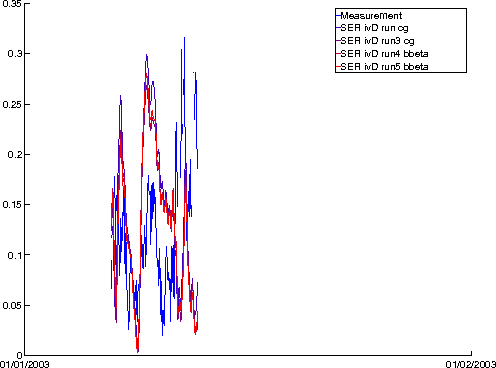 0.35
0.3
0.25
0.2
0.15
0.1
0.05
0
01/01/2003
01/02/2003
Measurement
SER ivD run cg
SER ivD run3 cg
SER ivD run4 bbeta
SER ivD run5 bbeta